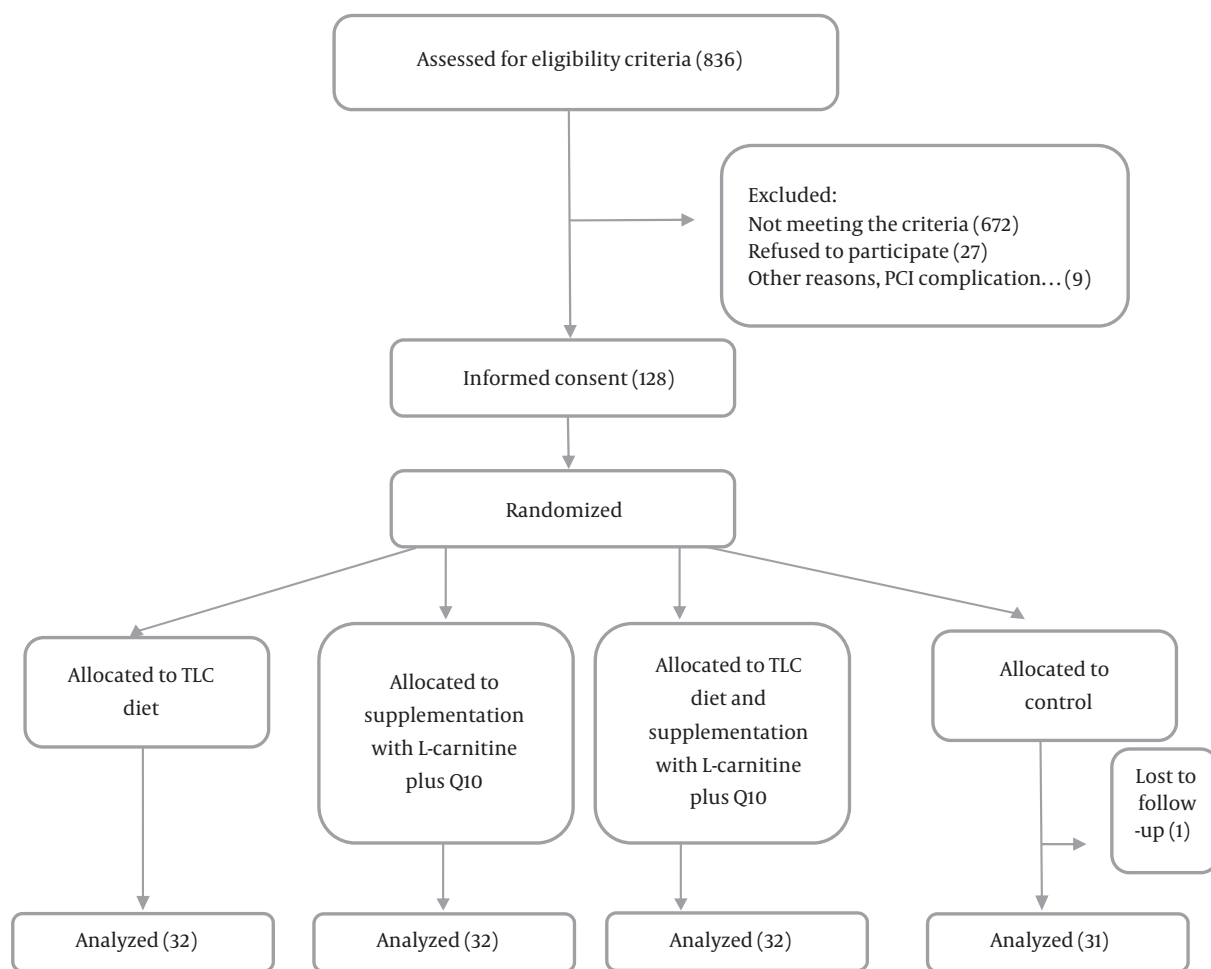 Assessed for eligibility criteria (836)
Excluded:
Not meeting the criteria (672)
Refused to participate (27)
Other reasons, PCI complication… (9)
Informed consent (128)
Randomized
Allocated to TLC
diet
Allocated to
supplementation
with L-carnitine
plus Q10
Allocated to TLC
diet and
supplementation
with L-carnitine
plus Q10
Allocated to
control
Lost to
follow
-up (1)
Analyzed (32)
Analyzed (32)
Analyzed (32)
Analyzed (31)